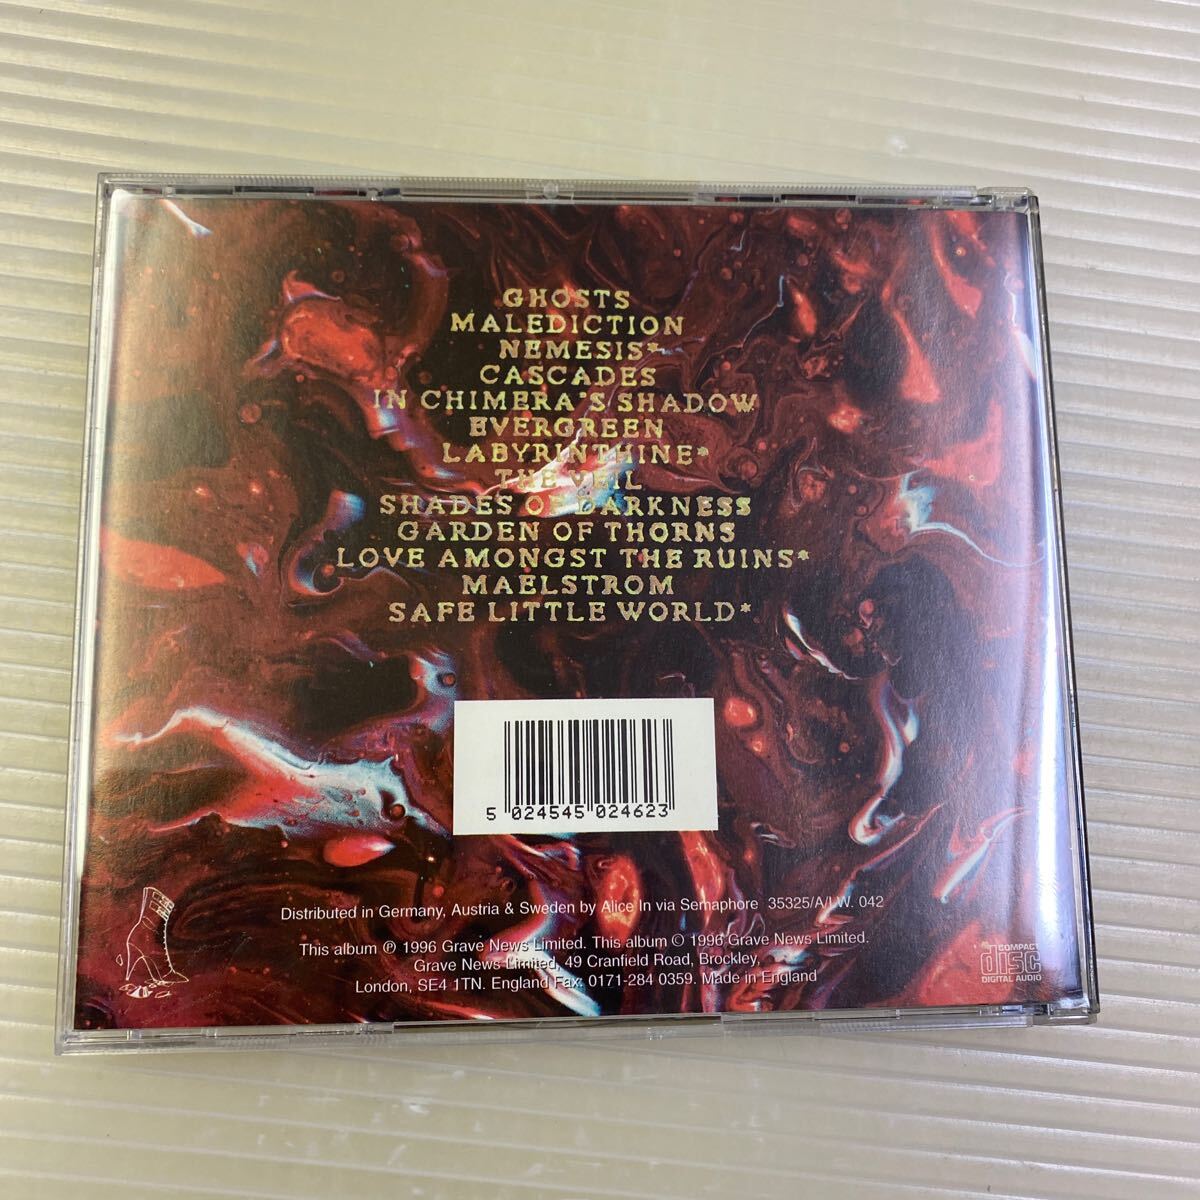 GHOSTS
MALEDICTION
NEMESIS*
CASCADES
IN CHIMERA'S SHADOW
EVERGREEN
LABYRINTHINE*
THE VEIL
SHADES OF DARKNESS
GARDEN OF THORNS
LOVE AMONGST THE RUINS*
MAELSTROM
SAFE LITTLE WORLD*
5 024545 024623
Distributed in Germany, Austria & Sweden by Alice In via Semaphore 35325/A/I W. 042
This album ℗ 1996 Grave News Limited. This album © 1996 Grave News Limited.
Grave News Limited, 49 Cranfield Road, Brockley,
London, SE4 1TN. England Fax. 0171-284 0359. Made in England
COMPACT
disc
DIGITAL AUDIO